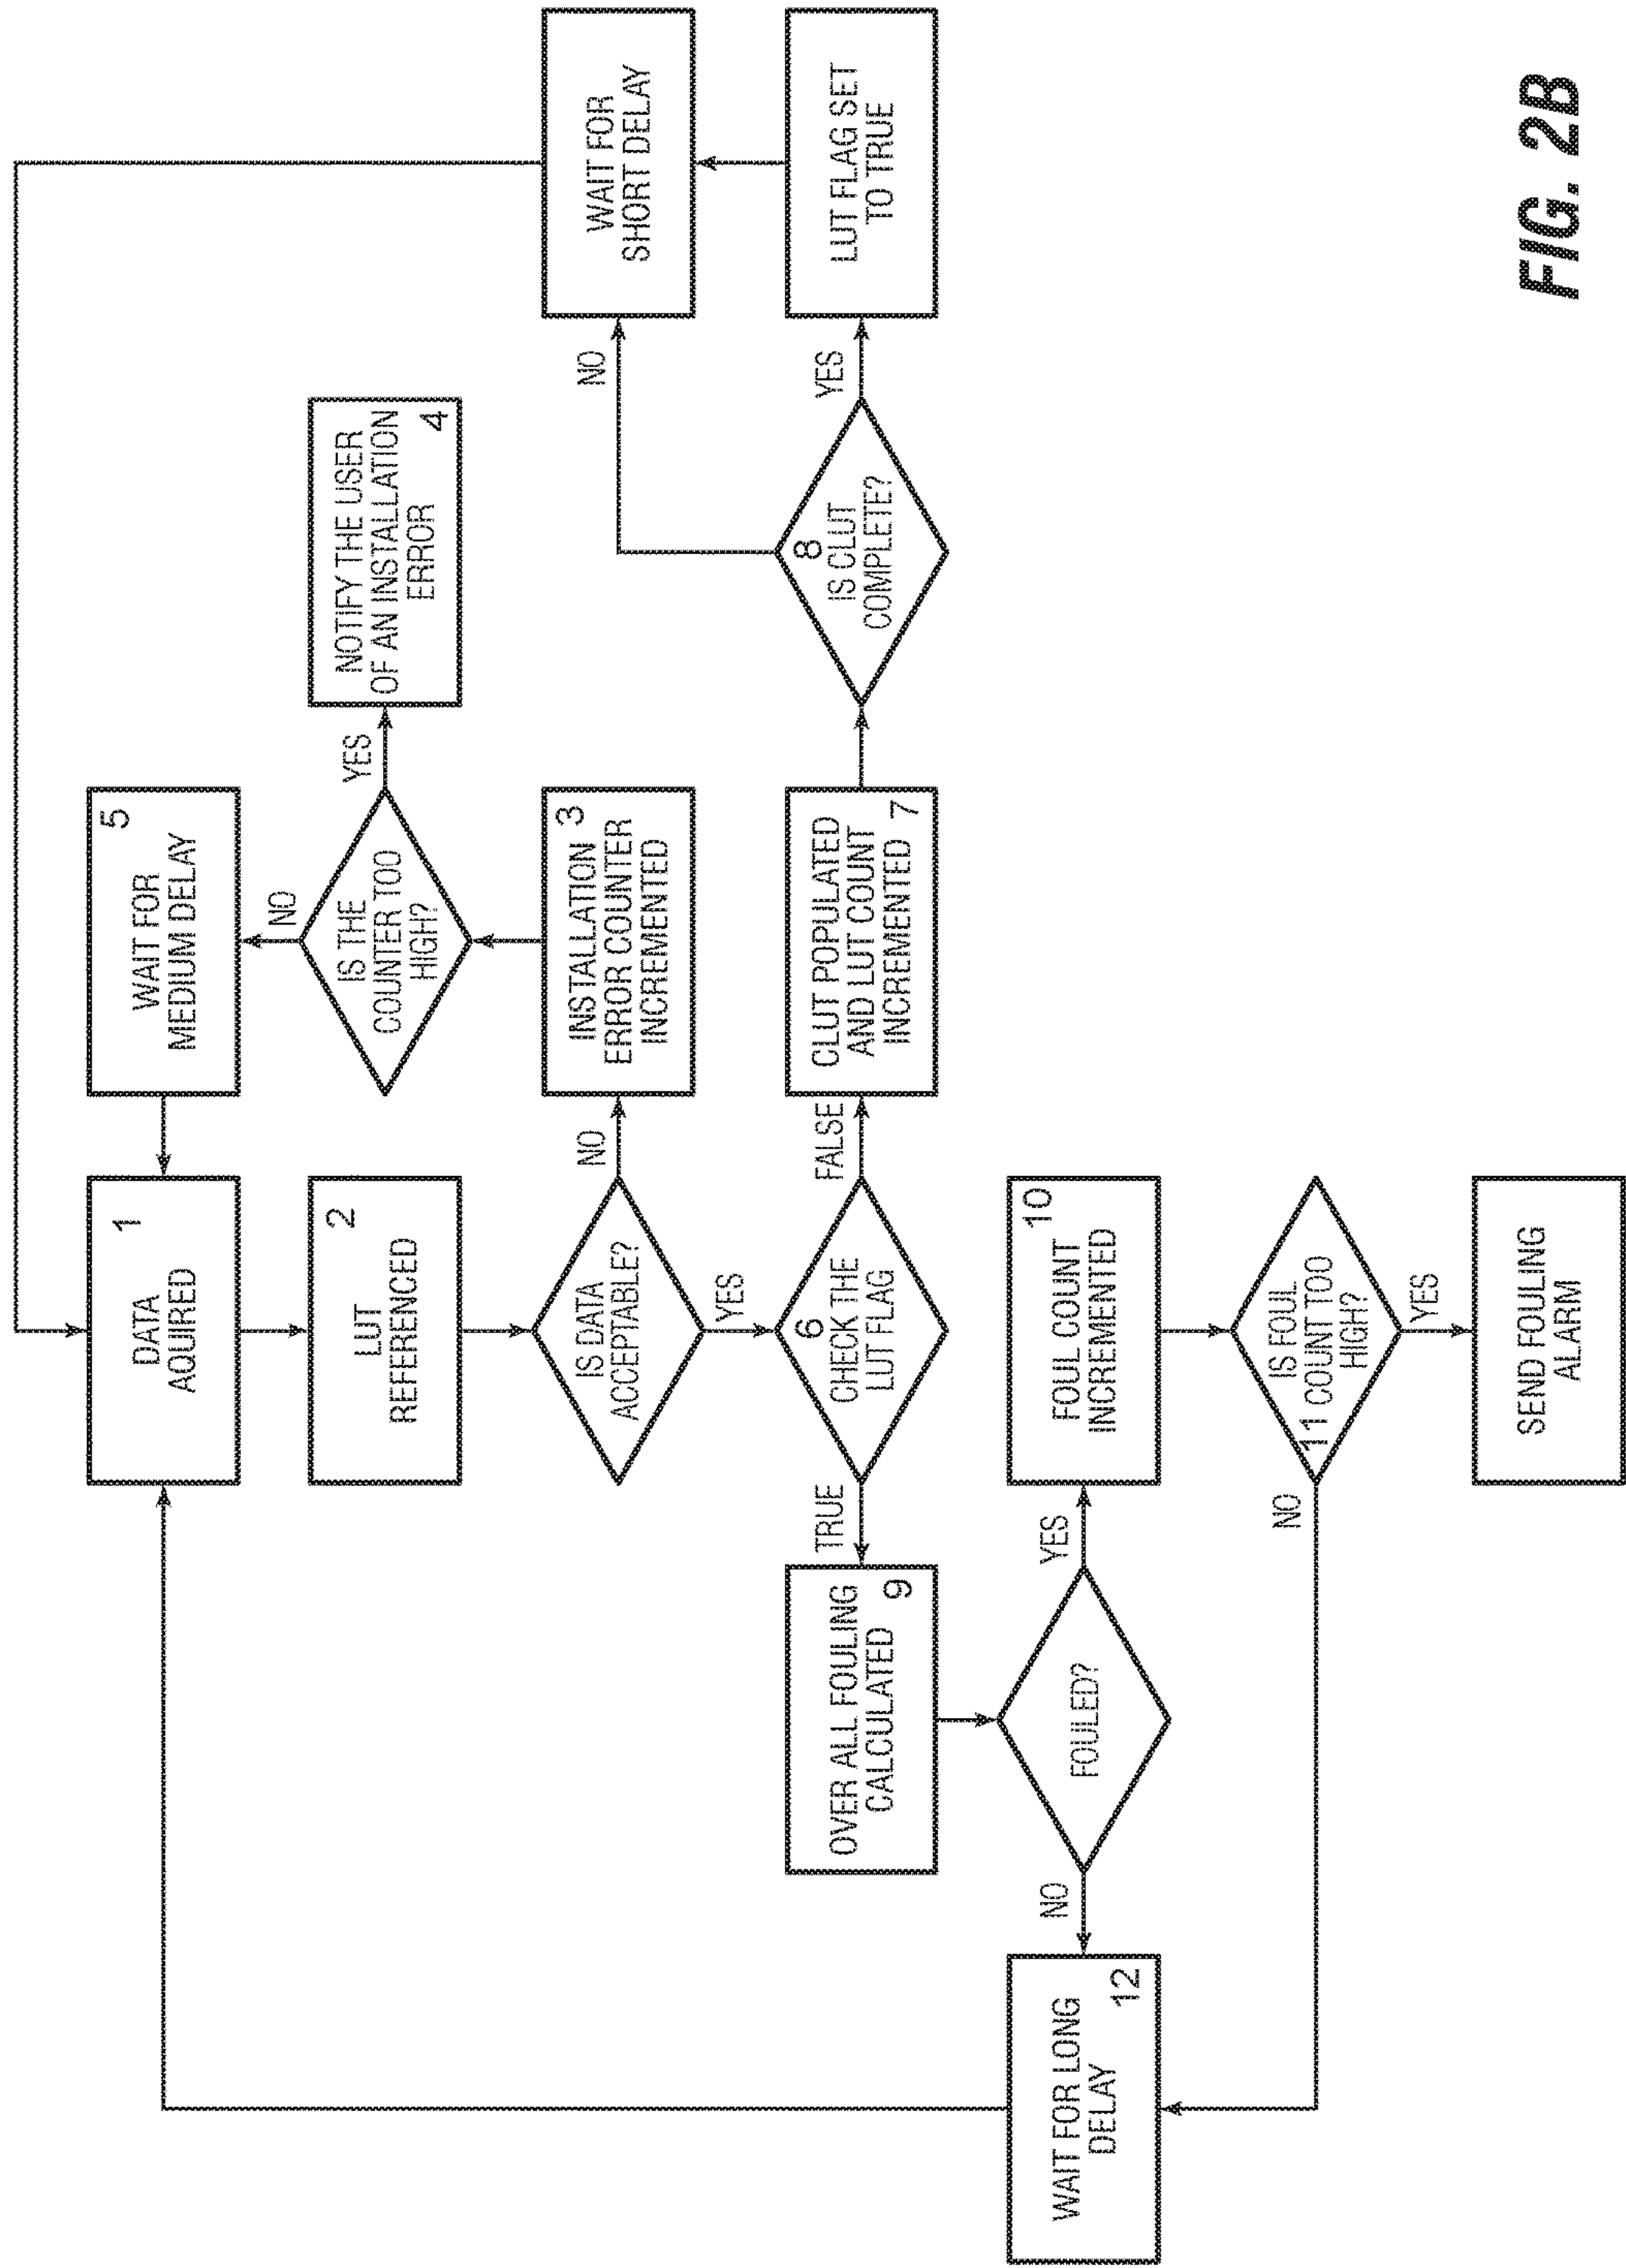 1
DATA
AQUIRED
2
LUT
REFERENCED
IS DATA
ACCEPTABLE?
NO
YES
3
INSTALLATION
ERROR COUNTER
INCREMENTED
IS THE
COUNTER TOO
HIGH?
NO
YES
5
WAIT FOR
MEDIUM DELAY
NOTIFY THE USER
OF AN INSTALLATION
ERROR
4
6
CHECK THE
LUT FLAG
TRUE
FALSE
CLUT POPULATED
AND LUT COUNT
INCREMENTED
7
8
IS CLUT
COMPLETE?
NO
YES
WAIT FOR
SHORT DELAY
LUT FLAG SET
TO TRUE
OVER ALL FOULING
CALCULATED
9
FOULED?
NO
YES
10
FOUL COUNT
INCREMENTED
IS FOUL
11 COUNT TOO
HIGH?
NO
YES
WAIT FOR LONG
DELAY
12
SEND FOULING
ALARM
FIG. 2B